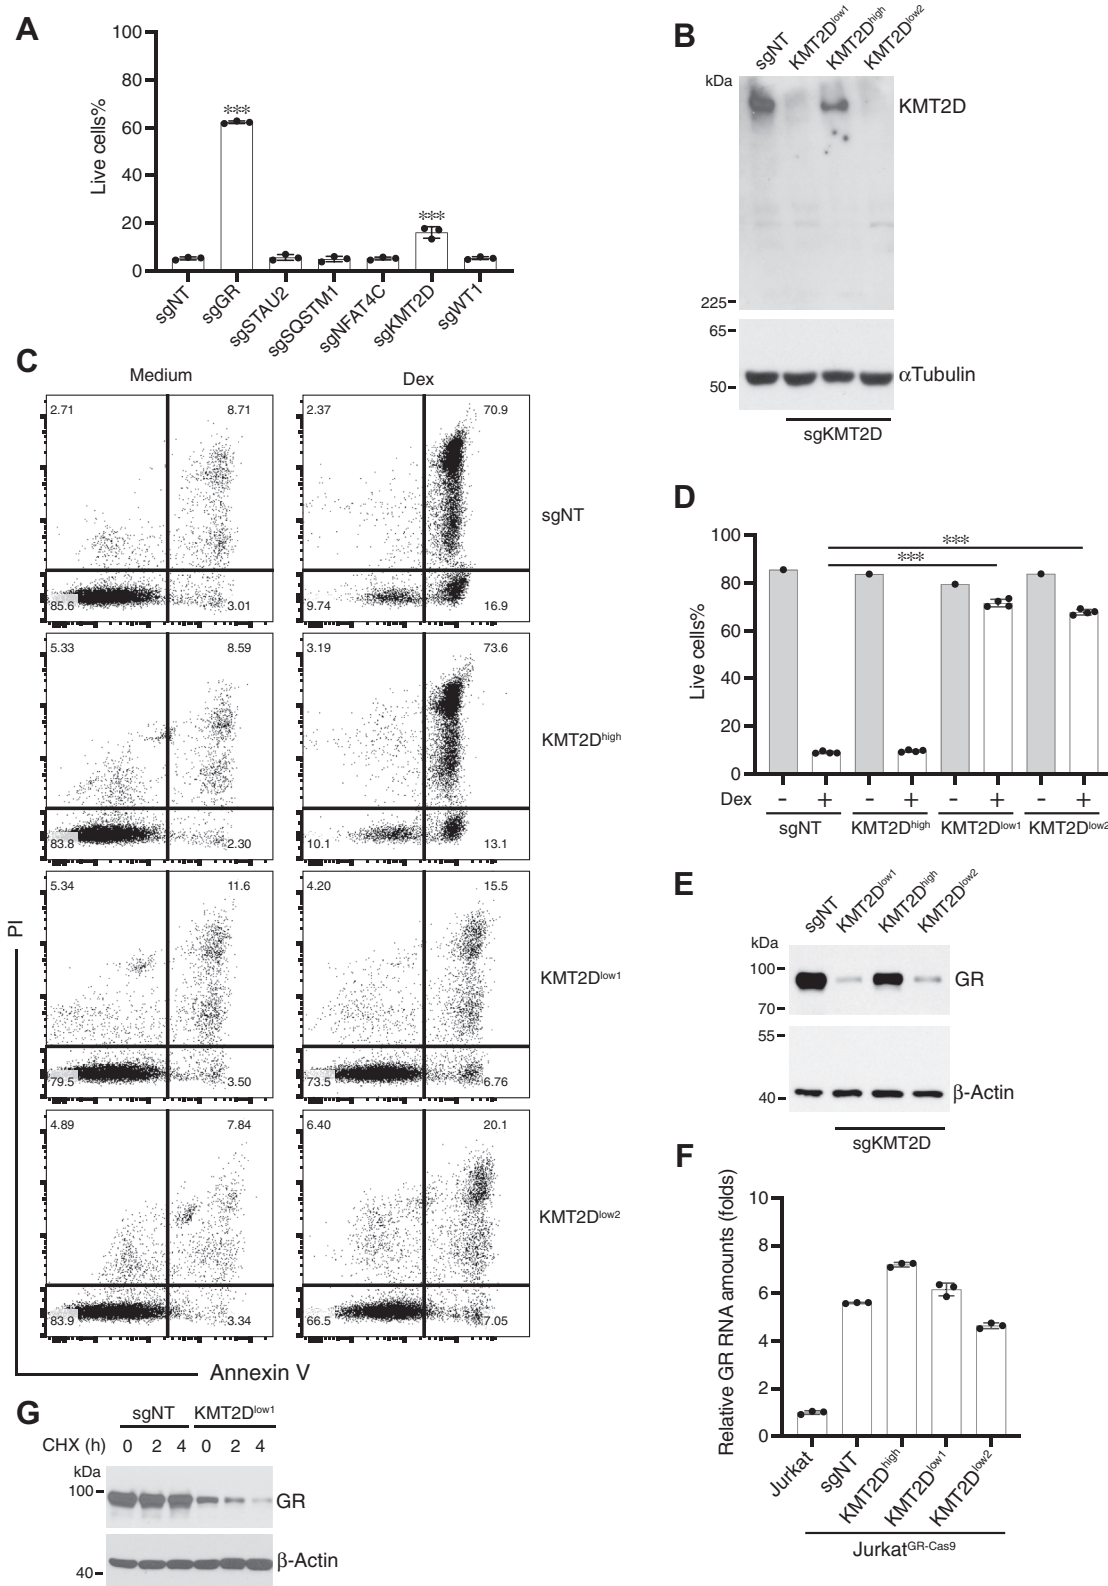 A
100
80
60
40
20
0
Live cells%
***
***
sgNT
sgGR
sgSTAU2
sgSQSTM1
sgNFAT4C
sgKMT2D
sgWT1
B
sgNT
KMT2Dlow1
KMT2Dhigh
KMT2Dlow2
kDa
KMT2D
225
65
50
αTubulin
sgKMT2D
C
Medium
Dex
2.71 8.71
85.6 3.01
2.37 70.9
9.74 16.9
sgNT
5.33 8.59
83.8 2.30
3.19 73.6
10.1 13.1
KMT2Dhigh
5.34 11.6
79.5 3.50
4.20 15.5
73.5 6.76
KMT2Dlow1
4.89 7.84
83.9 3.34
6.40 20.1
66.5 7.05
KMT2Dlow2
PI
Annexin V
D
100
80
60
40
20
0
Live cells%
***
***
Dex - + - + - + - +
sgNT KMT2Dhigh KMT2Dlow1 KMT2Dlow2
E
sgNT
KMT2Dlow1
KMT2Dhigh
KMT2Dlow2
kDa
100
GR
70
55
40
β-Actin
sgKMT2D
F
10
8
6
4
2
0
Relative GR RNA amounts (folds)
Jurkat
sgNT
KMT2Dhigh
KMT2Dlow1
KMT2Dlow2
JurkatGR-Cas9
G
sgNT KMT2Dlow1
CHX (h) 0 2 4 0 2 4
kDa
100
GR
β-Actin
40